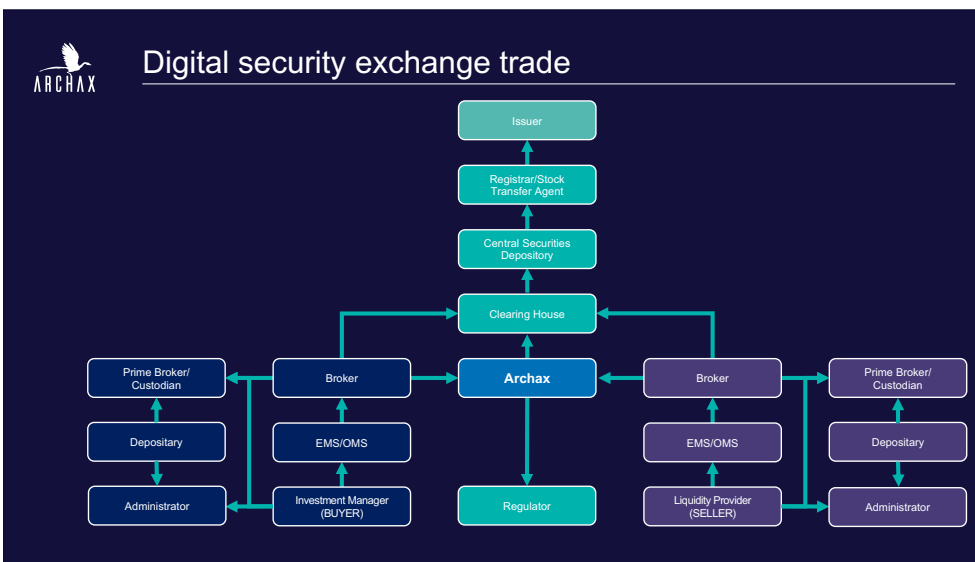 ARCHAX
Digital security exchange trade
Issuer
Registrar/Stock
Transfer Agent
Central Securities
Depository
Clearing House
Prime Broker/
Custodian
Broker
Archax
Broker
Prime Broker/
Custodian
Depositary
EMS/OMS
EMS/OMS
Depositary
Administrator
Investment Manager
(BUYER)
Regulator
Liquidity Provider
(SELLER)
Administrator